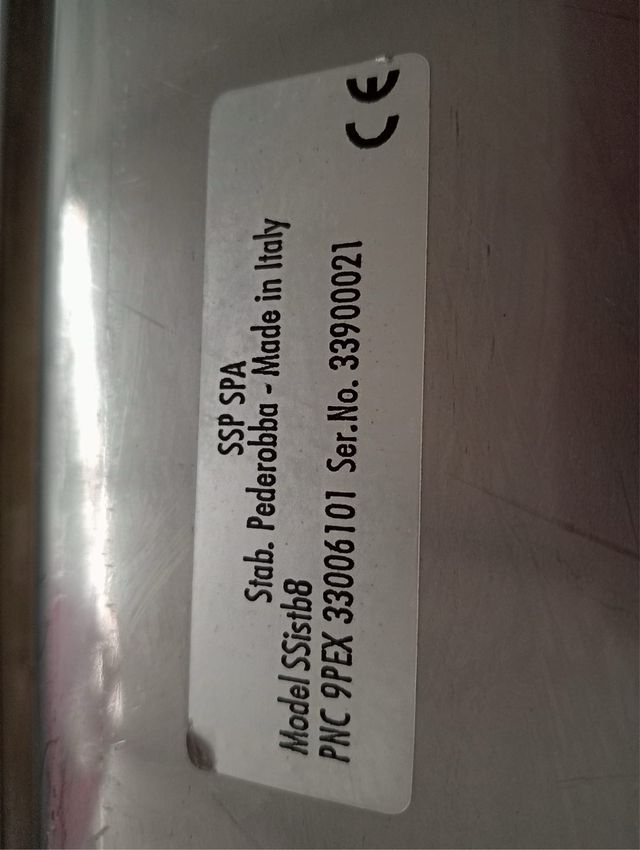 SSP SPA
Stab. Pederobba - Made in Italy
Model SSistb8
PNC 9PEX 33006101 Ser.No. 33900021
CE